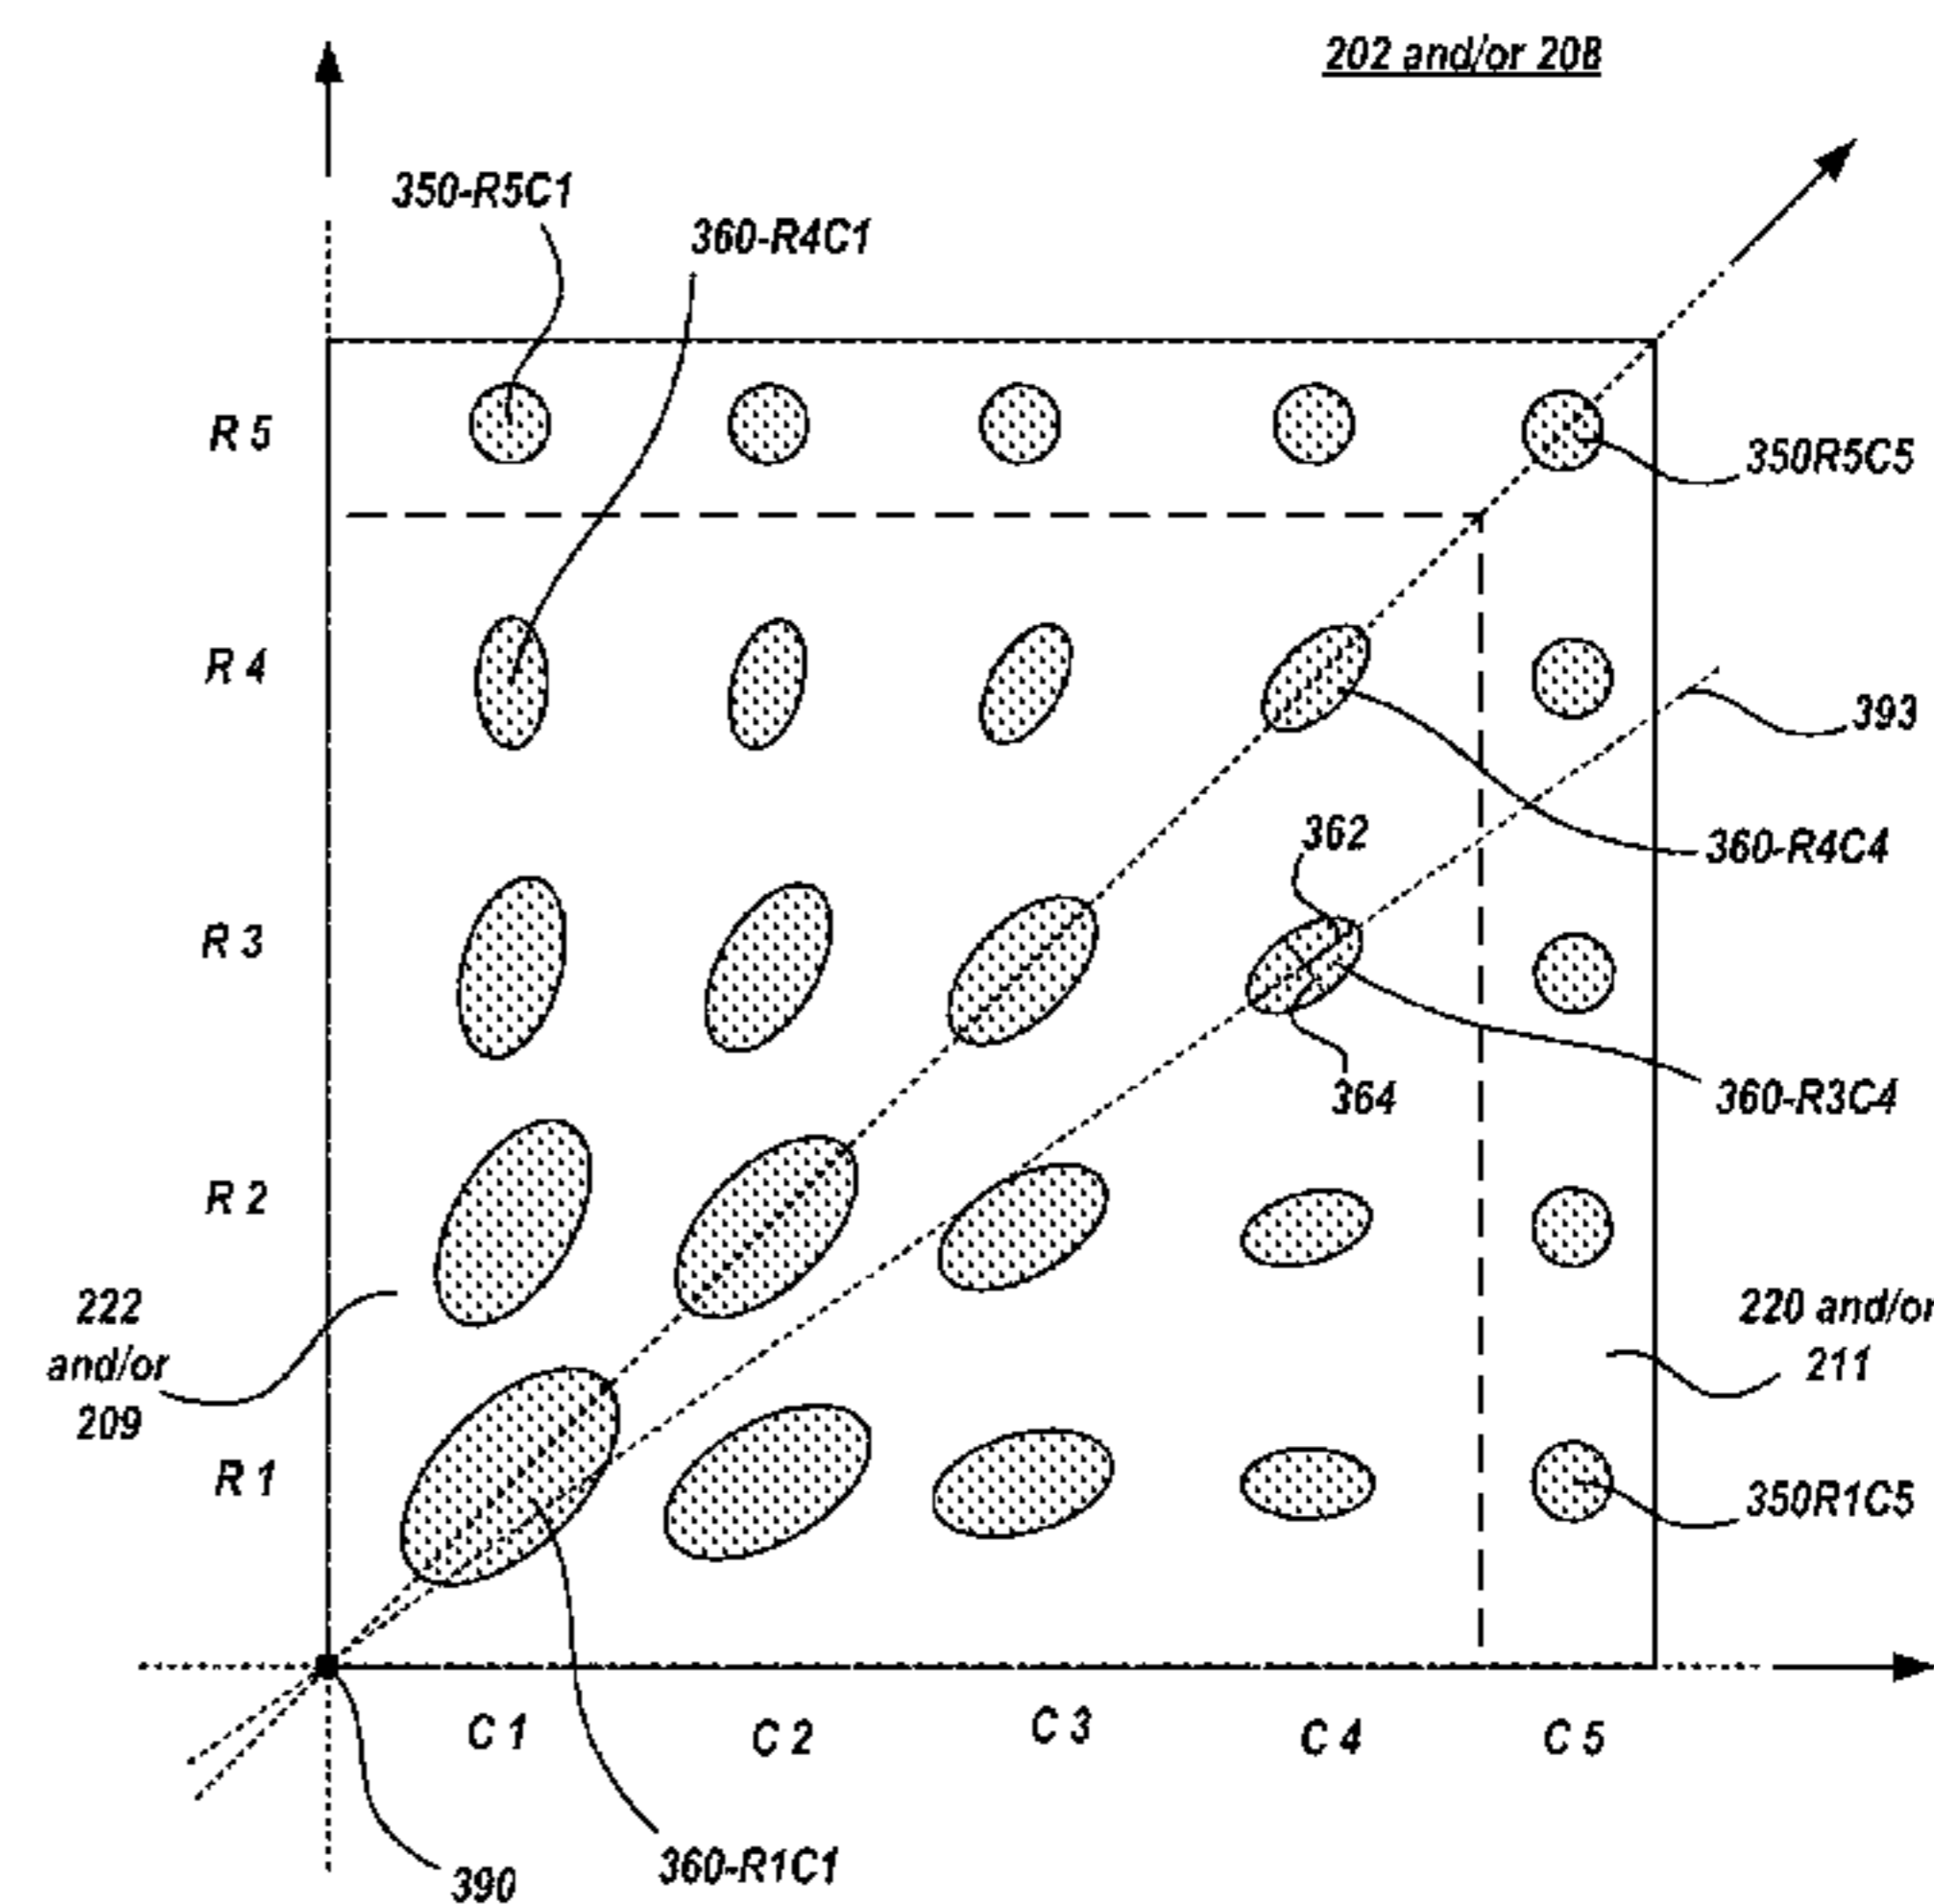 202 and/or 208
350-R5C1
360-R4C1
R 5
350R5C5
R 4
393
362
360-R4C4
R 3
364
360-R3C4
R 2
222
and/or
209
220 and/or
211
R 1
350R1C5
C 1
C 2
C 3
C 4
C 5
360-R1C1
390